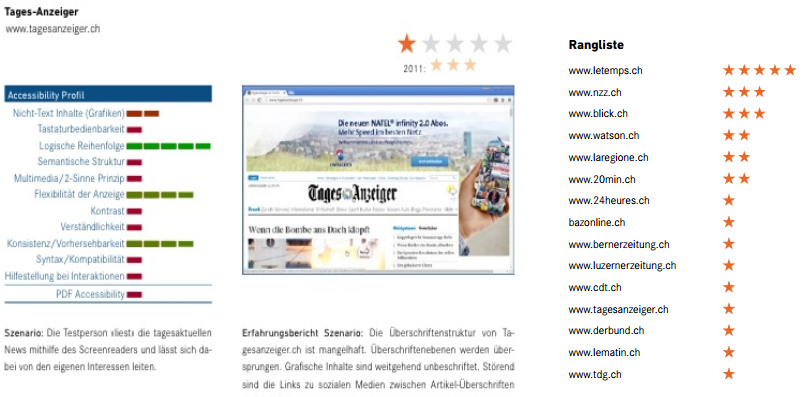 Tages-Anzeiger
www.tagesanzeiger.ch
2011:
Accessibility Profil
Nicht-Text Inhalte (Grafiken)
Tastaturbedienbarkeit
Logische Reihenfolge
Semantische Struktur
Multimedia/2-Sinne Prinzip
Flexibilität der Anzeige
Kontrast
Verständlichkeit
Konsistenz/Vorhersehbarkeit
Syntax/Kompatibilität
Hilfestellung bei Interaktionen
PDF Accessibility
Die neuen NATEL® infinity 2.0 Abos.
Mehr Speed im besten Netz
Tages Anzeiger
Wenn die Bombe aus Dach klopft
Szenario: Die Testperson «liest» die tagesaktuellen
News mithilfe des Screenreaders und lässt sich da-
bei von den eigenen Interessen leiten.
Erfahrungsbericht Szenario: Die Überschriftenstruktur von Ta-
gesanzeiger.ch ist mangelhaft. Überschriftenebenen werden über-
sprungen. Grafische Inhalte sind weitgehend unbeschriftet. Störend
sind die Links zu sozialen Medien zwischen Artikel-Überschriften
Rangliste
www.letemps.ch
www.nzz.ch
www.blick.ch
www.watson.ch
www.laregione.ch
www.20min.ch
www.24heures.ch
bazonline.ch
www.bernerzeitung.ch
www.luzernerzeitung.ch
www.cdt.ch
www.tagesanzeiger.ch
www.derbund.ch
www.lematin.ch
www.tdg.ch